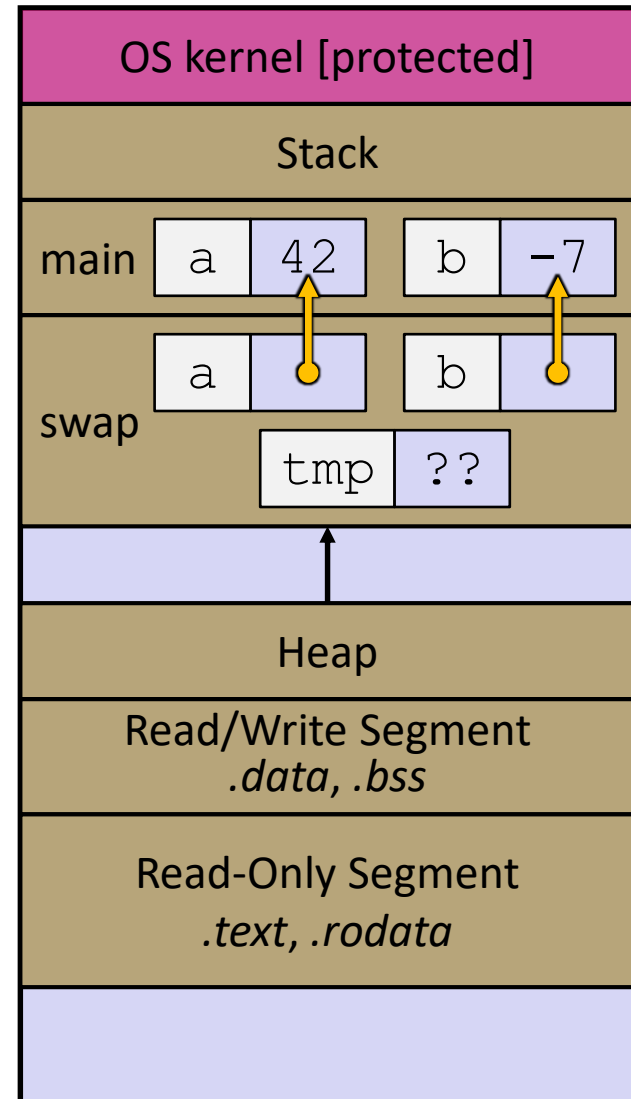 OS kernel [protected]
Stack
main a 42 b -7
a b
swap
tmp ??
Heap
Read/Write Segment
.data, .bss
Read-Only Segment
.text, .rodata